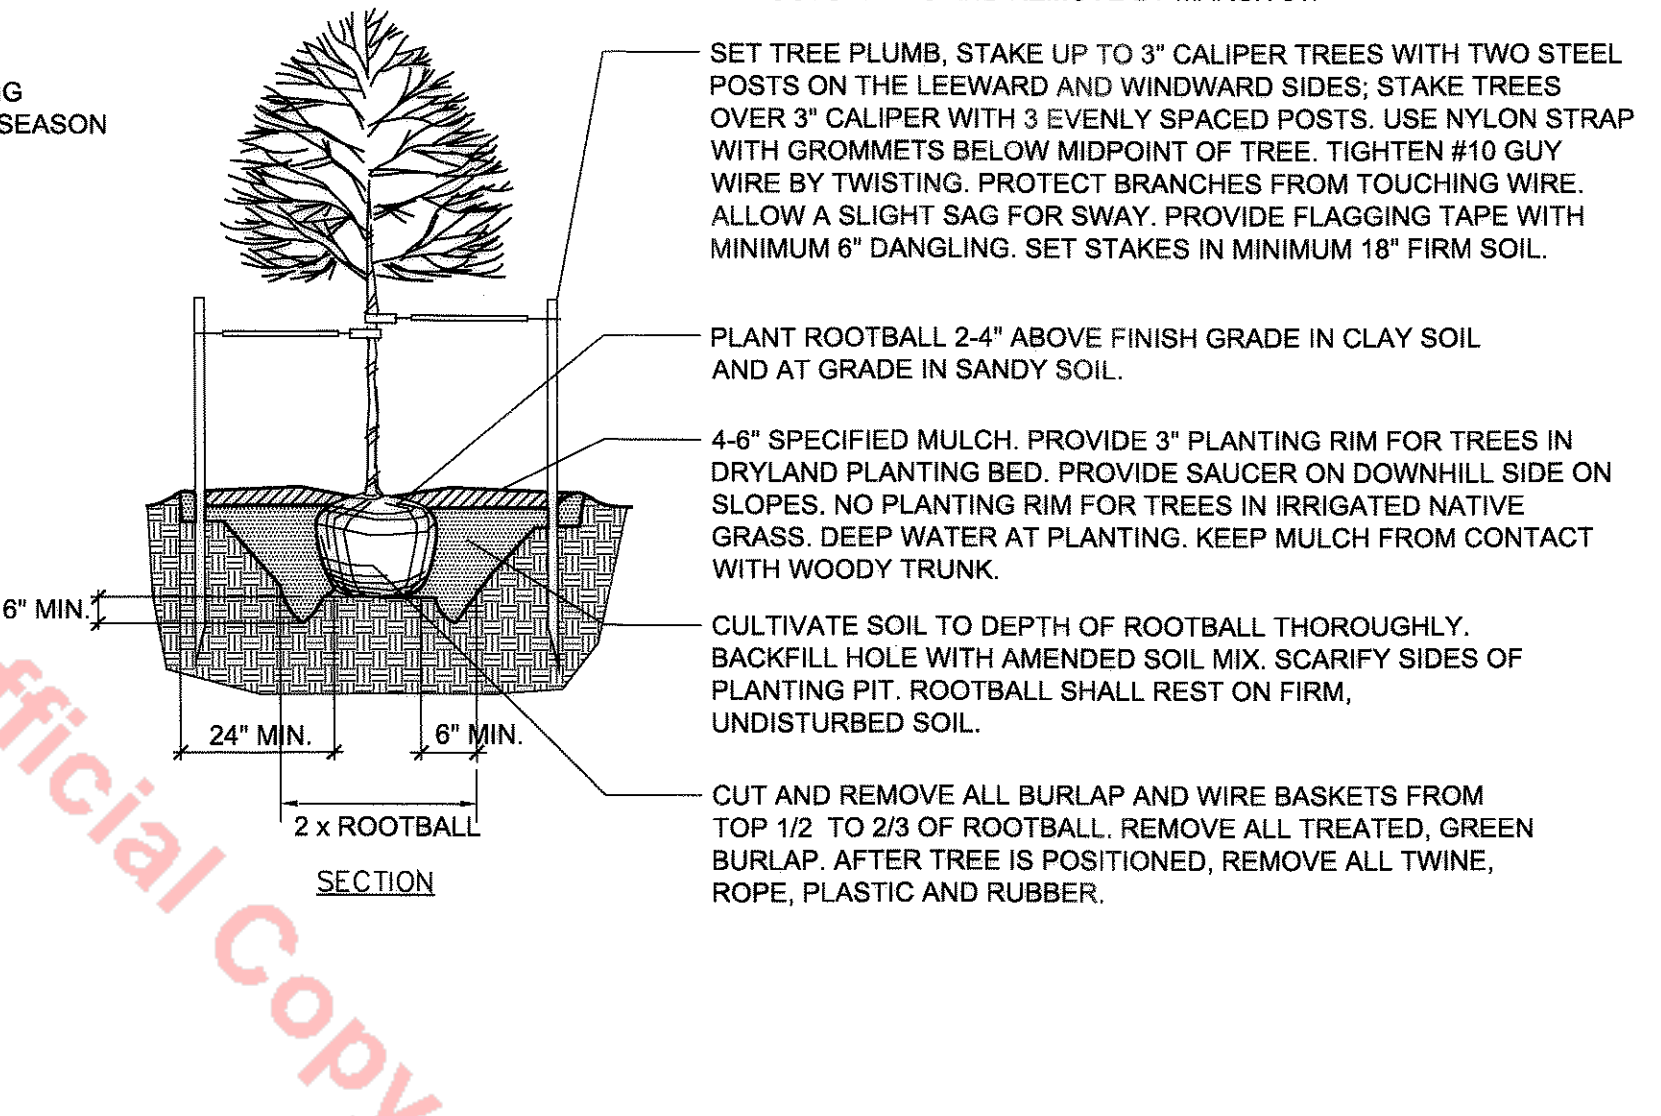 G
SEASON
SET TREE PLUMB, STAKE UP TO 3" CALIPER TREES WITH TWO STEEL
POSTS ON THE LEEWARD AND WINDWARD SIDES; STAKE TREES
OVER 3" CALIPER WITH 3 EVENLY SPACED POSTS. USE NYLON STRAP
WITH GROMMETS BELOW MIDPOINT OF TREE. TIGHTEN #10 GUY
WIRE BY TWISTING. PROTECT BRANCHES FROM TOUCHING WIRE.
ALLOW A SLIGHT SAG FOR SWAY. PROVIDE FLAGGING TAPE WITH
MINIMUM 6" DANGLING. SET STAKES IN MINIMUM 18" FIRM SOIL.
PLANT ROOTBALL 2-4" ABOVE FINISH GRADE IN CLAY SOIL
AND AT GRADE IN SANDY SOIL.
4-6" SPECIFIED MULCH. PROVIDE 3" PLANTING RIM FOR TREES IN
DRYLAND PLANTING BED. PROVIDE SAUCER ON DOWNHILL SIDE ON
SLOPES. NO PLANTING RIM FOR TREES IN IRRIGATED NATIVE
GRASS. DEEP WATER AT PLANTING. KEEP MULCH FROM CONTACT
WITH WOODY TRUNK.
6" MIN.
CULTIVATE SOIL TO DEPTH OF ROOTBALL THOROUGHLY.
BACKFILL HOLE WITH AMENDED SOIL MIX. SCARIFY SIDES OF
PLANTING PIT. ROOTBALL SHALL REST ON FIRM,
UNDISTURBED SOIL.
24" MIN.
6" MIN.
CUT AND REMOVE ALL BURLAP AND WIRE BASKETS FROM
TOP 1/2 TO 2/3 OF ROOTBALL. REMOVE ALL TREATED, GREEN
BURLAP. AFTER TREE IS POSITIONED, REMOVE ALL TWINE,
ROPE, PLASTIC AND RUBBER.
2 x ROOTBALL
SECTION
fficial Copy